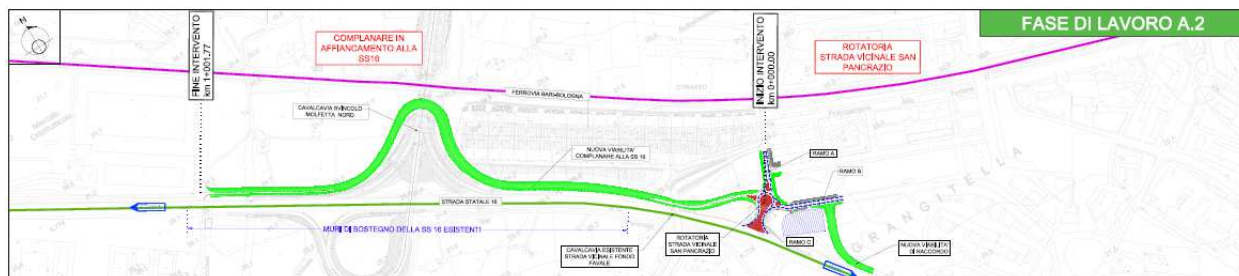 N
FASE DI LAVORO A.2
FINE INTERVENTO
km 1+001.77
COMPLANARE IN
AFFIANCAMENTO ALLA
SS16
ROTATORIA
STRADA VICINALE SAN
PANCRAZIO
INIZIO INTERVENTO
km 0+000.00
FERROVIA BARI-BOLOGNA
CAVALCAVIA SVINCOLO
MOLFETTA NORD
NUOVA VIABILITA'
COMPLANARE ALLA SS 16
RAMO A
RAMO B
STRADA STATALE 16
MURI DI SOSTEGNO DELLA SS 16 ESISTENTI
CAVALCAVIA ESISTENTE
STRADA VICINALE FONDO
FAVALE
ROTATORIA
STRADA VICINALE
SAN PANCRAZIO
RAMO C
NUOVA VIABILITA'
DI RACCORDO
GRANGITELLA